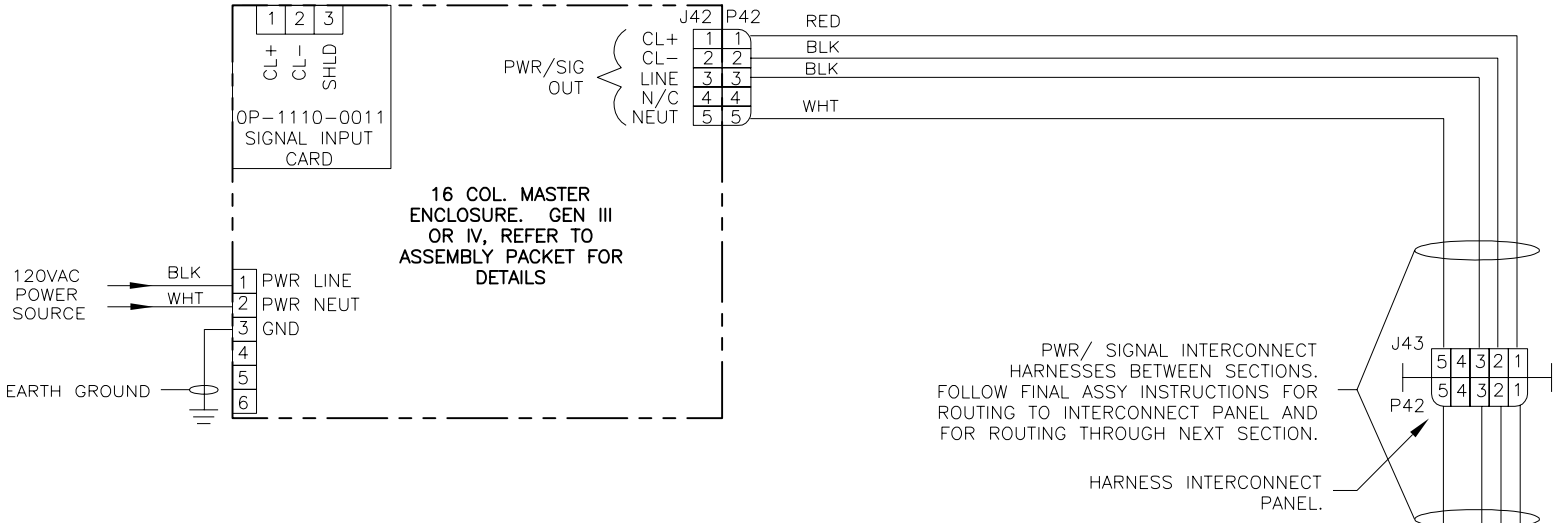 1 2 3
CL+
CL-
SHLD
0P-1110-0011
SIGNAL INPUT
CARD
J42 P42
PWR/SIG
OUT
CL+ 1 1 RED
CL- 2 2 BLK
LINE 3 3 BLK
N/C 4 4
NEUT 5 5 WHT
16 COL. MASTER
ENCLOSURE. GEN III
OR IV, REFER TO
ASSEMBLY PACKET FOR
DETAILS
120VAC
POWER
SOURCE
BLK
WHT
1 PWR LINE
2 PWR NEUT
3 GND
4
5
6
EARTH GROUND
PWR/ SIGNAL INTERCONNECT
HARNESSES BETWEEN SECTIONS.
FOLLOW FINAL ASSY INSTRUCTIONS FOR
ROUTING TO INTERCONNECT PANEL AND
FOR ROUTING THROUGH NEXT SECTION.
J43
5 4 3 2 1
5 4 3 2 1
P42
HARNESS INTERCONNECT
PANEL.